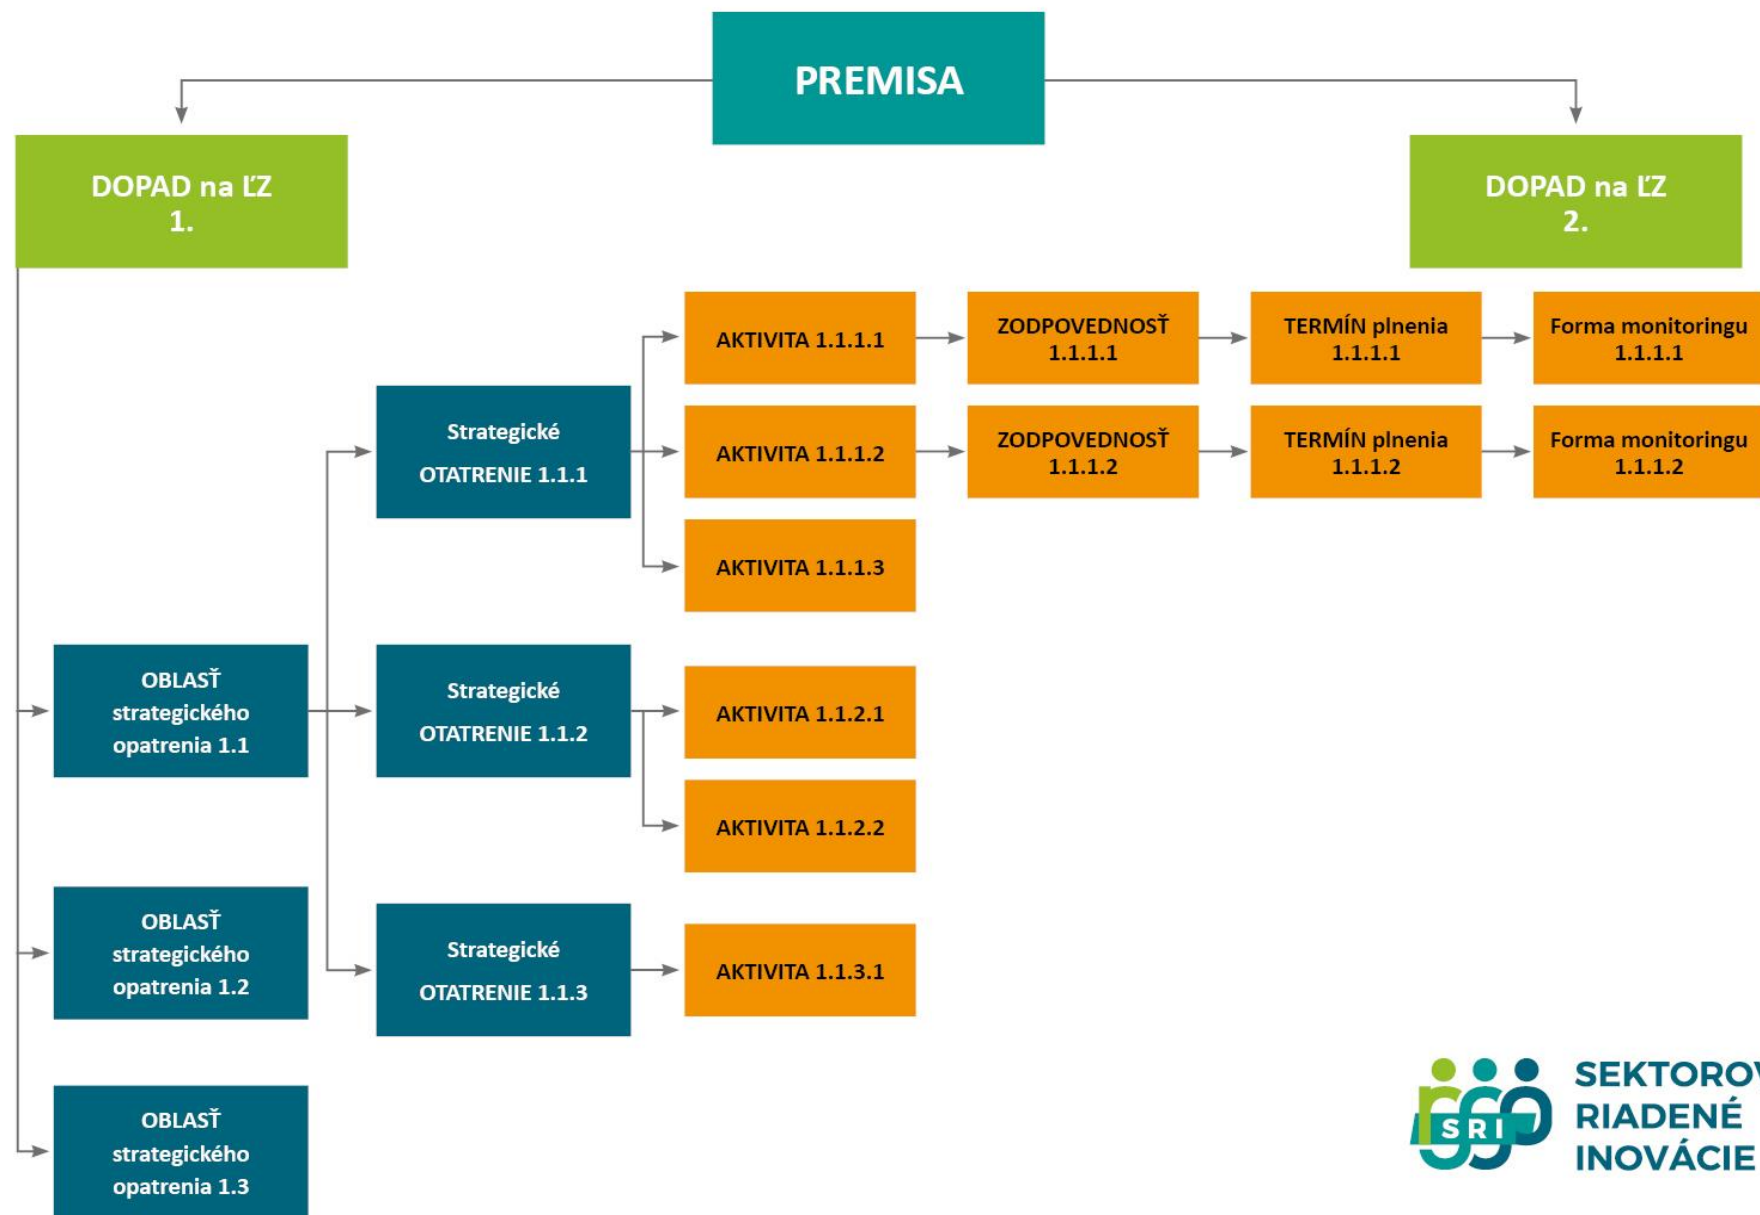 PREMISA
DOPAD na ĽZ
1.
DOPAD na ĽZ
2.
AKTIVITA 1.1.1.1
ZODPOVEDNOSŤ
1.1.1.1
TERMÍN plnenia
1.1.1.1
Forma monitoringu
1.1.1.1
Strategické
OTATRENIE 1.1.1
AKTIVITA 1.1.1.2
ZODPOVEDNOSŤ
1.1.1.2
TERMÍN plnenia
1.1.1.2
Forma monitoringu
1.1.1.2
AKTIVITA 1.1.1.3
OBLASŤ
strategického
opatrenia 1.1
Strategické
OTATRENIE 1.1.2
AKTIVITA 1.1.2.1
AKTIVITA 1.1.2.2
OBLASŤ
strategického
opatrenia 1.2
Strategické
OTATRENIE 1.1.3
AKTIVITA 1.1.3.1
OBLASŤ
strategického
opatrenia 1.3
SRI
SEKTOROV
RIADENÉ
INOVÁCIE